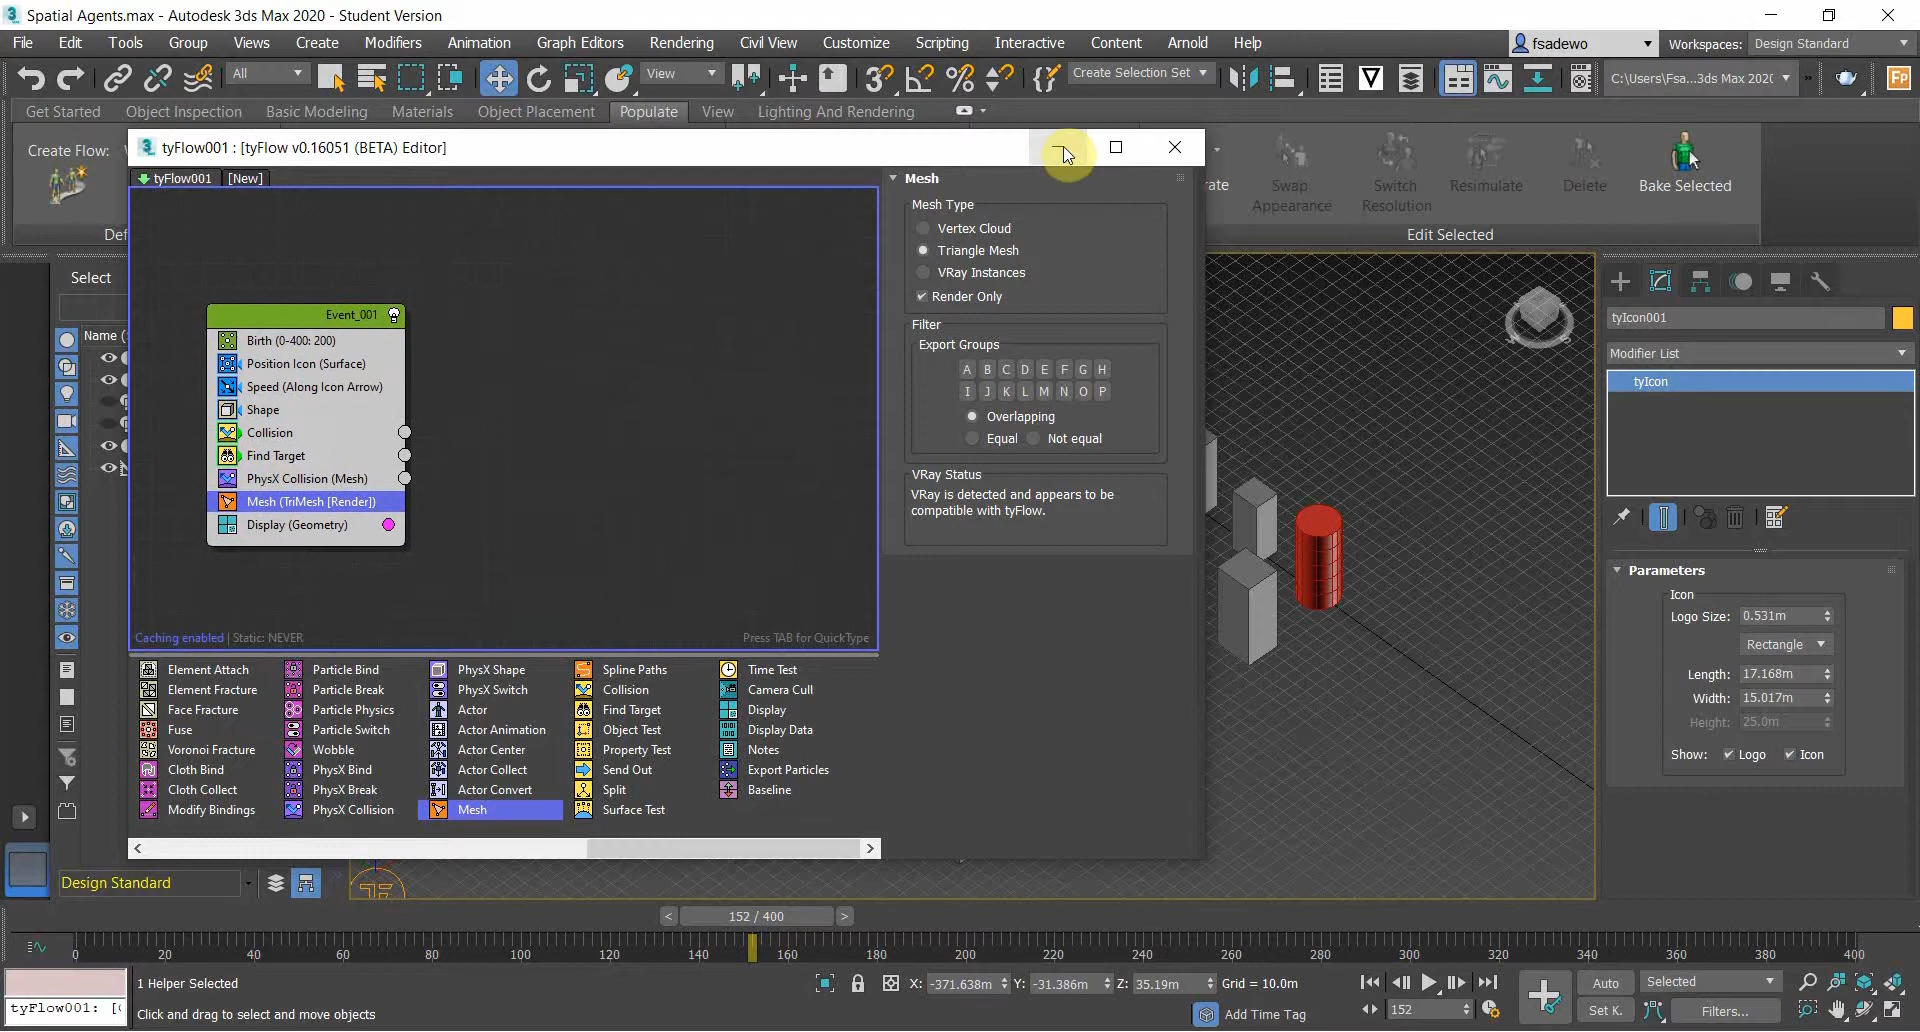 Spatial Agents.max - Autodesk 3ds Max 2020 - Student Version
File Edit Tools Group Views Create Modifiers Animation Graph Editors Rendering Civil View Customize Scripting Interactive Content Arnold Help
fsadewo Workspaces: Design Standard
All View Create Selection Set C:\Users\Fsa...3ds Max 202(
Get Started Object Inspection Basic Modeling Materials Object Placement Populate View Lighting And Rendering
Create Flow:
Swap Appearance
Switch Resolution
Resimulate
Delete
Bake Selected
Edit Selected
tyFlow001 : [tyFlow v0.16051 (BETA) Editor]
tyFlow001 [New]
Event_001
Birth (0-400: 200)
Position Icon (Surface)
Speed (Along Icon Arrow)
Shape
Collision
Find Target
PhysX Collision (Mesh)
Mesh (TriMesh [Render])
Display (Geometry)
Caching enabled | Static: NEVER
Press TAB for QuickType
Mesh
Mesh Type
Vertex Cloud
Triangle Mesh
VRay Instances
Render Only
Filter
Export Groups
A B C D E F G H
I J K L M N O P
Overlapping
Equal Not equal
VRay Status
VRay is detected and appears to be
compatible with tyFlow.
Element Attach Particle Bind PhysX Shape Spline Paths Time Test
Element Fracture Particle Break PhysX Switch Collision Camera Cull
Face Fracture Particle Physics Actor Find Target Display
Fuse Particle Switch Actor Animation Object Test Display Data
Voronoi Fracture Wobble Actor Center Property Test Notes
Cloth Bind PhysX Bind Actor Collect Send Out Export Particles
Cloth Collect PhysX Break Actor Convert Split Baseline
Modify Bindings PhysX Collision Mesh Surface Test
Select
Name
tyIcon001
Modifier List
tyIcon
Parameters
Icon
Logo Size: 0.531m
Rectangle
Length: 17.168m
Width: 15.017m
Height: 25.0m
Show: Logo Icon
Design Standard
< 152 / 400 >
0 20 40 60 80 100 120 140 160 180 200 220 240 260 280 300 320 340 360 380 400
1 Helper Selected
X: -371.638m Y: -31.386m Z: 35.19m Grid = 10.0m
Auto Selected
tyFlow001: [(
Click and drag to select and move objects
Add Time Tag
152
Set K. Filters...